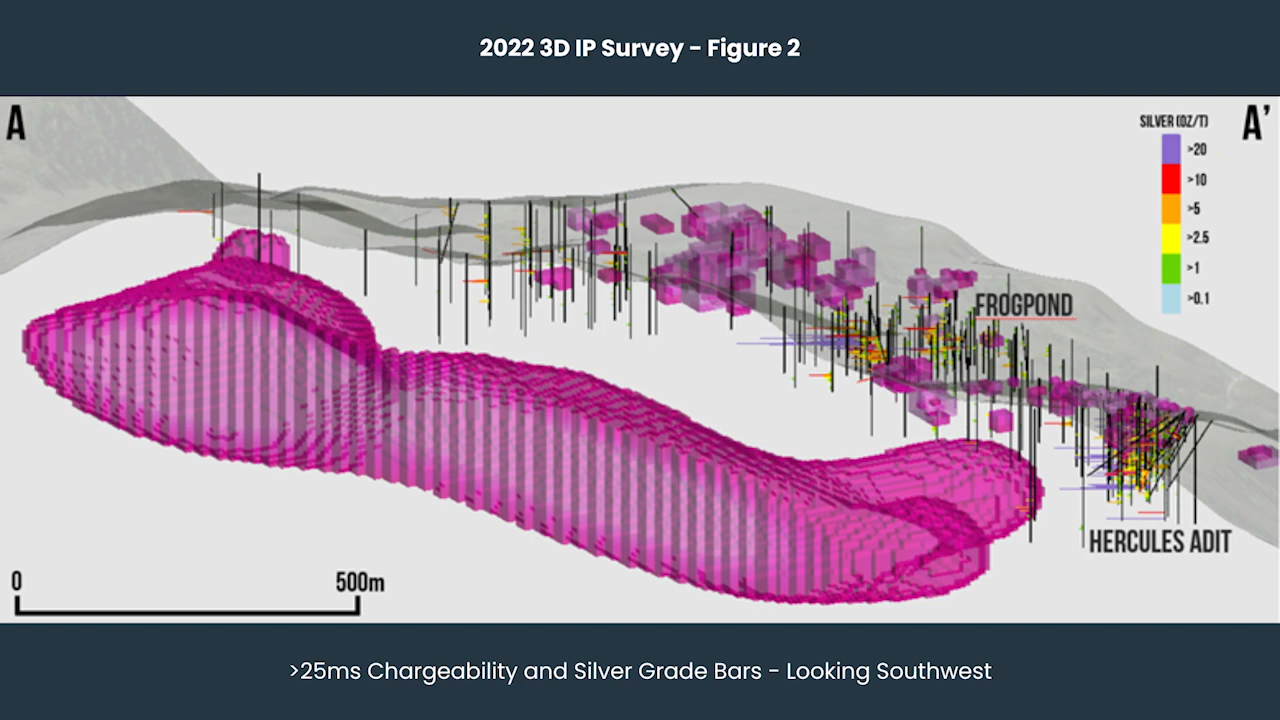 2022 3D IP Survey - Figure 2
A
SILVER (OZ/T)
A’
>20
>10
>5
>2.5
>1
>0.1
FROGPOND
HERCULES ADIT
0
500m
>25ms Chargeability and Silver Grade Bars - Looking Southwest